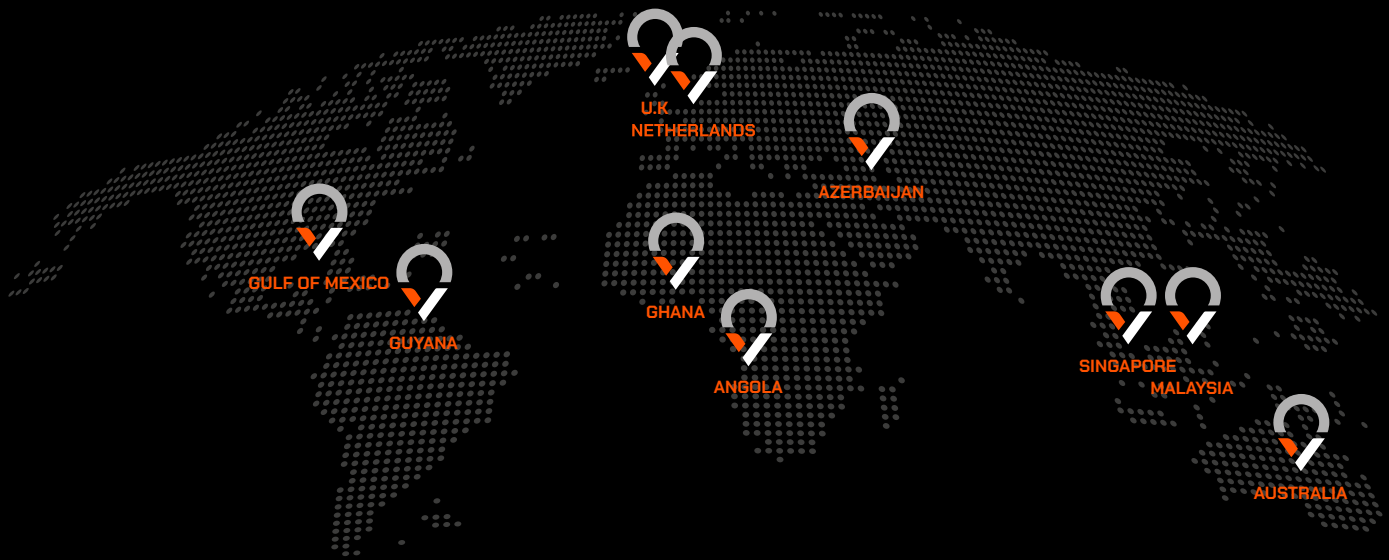 U.K
NETHERLANDS
AZERBAIJAN
GULF OF MEXICO
GHANA
GUYANA
SINGAPORE
ANGOLA
MALAYSIA
AUSTRALIA